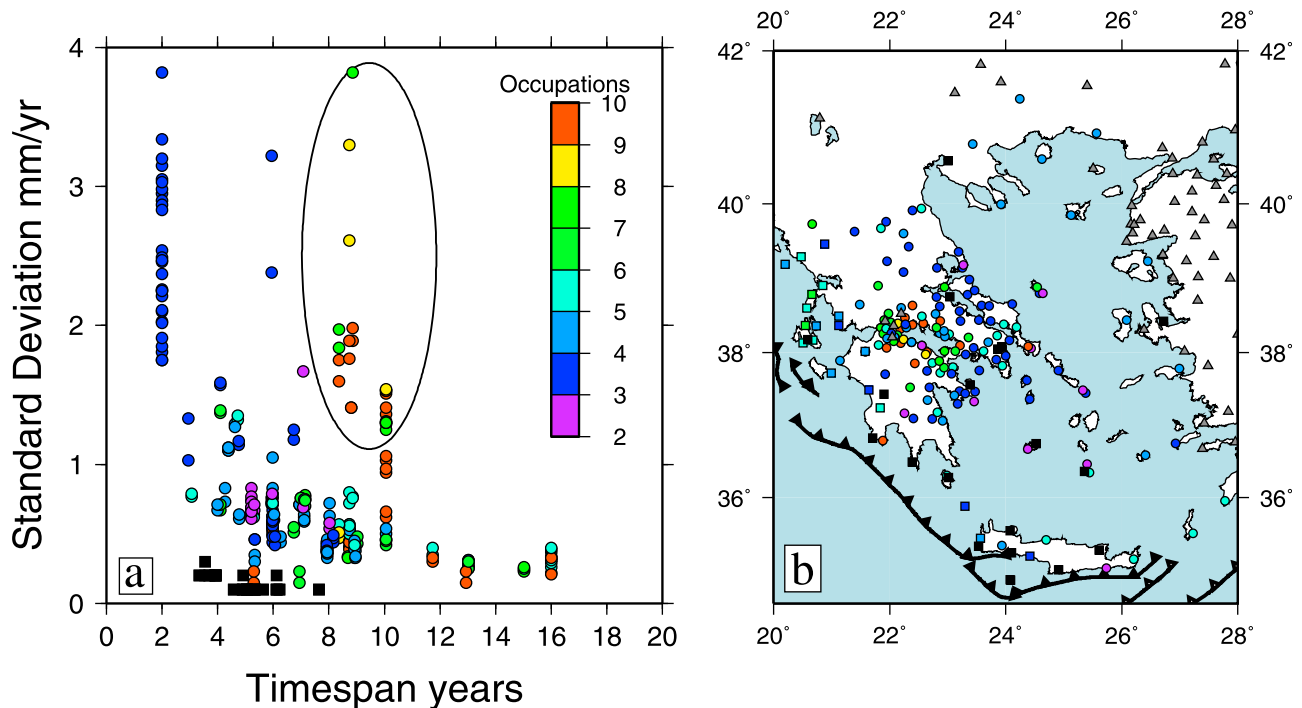 Standard Deviation mm/yr
4
3
2
1
0
0 2 4 6 8 10 12 14 16 18 20
Timespan years
Occupations
10
9
8
7
6
5
4
3
2
a
20° 22° 24° 26° 28°
42° 42°
40° 40°
38° 38°
36° 36°
20° 22° 24° 26° 28°
b